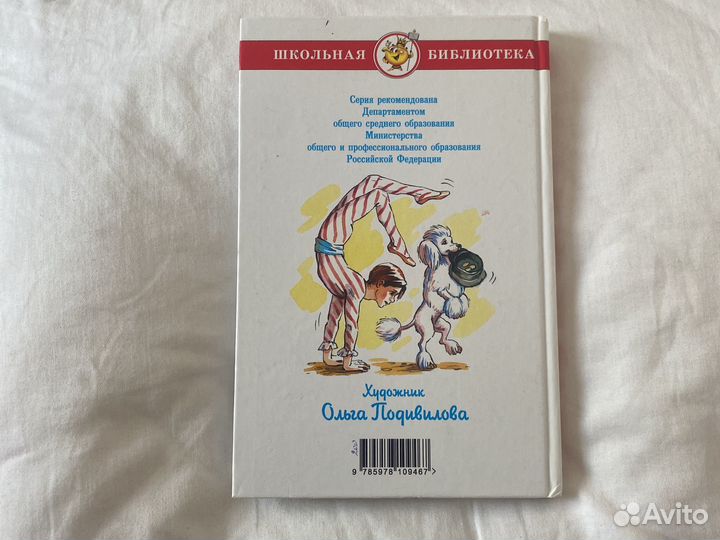 ШКОЛЬНАЯ БИБЛИОТЕКА
Серия рекомендована
Департаментом
общего среднего образования
Министерства
общего и профессионального образования
Российской Федерации
Художник
Ольга Подивилова
9 785978 109467>
Avito